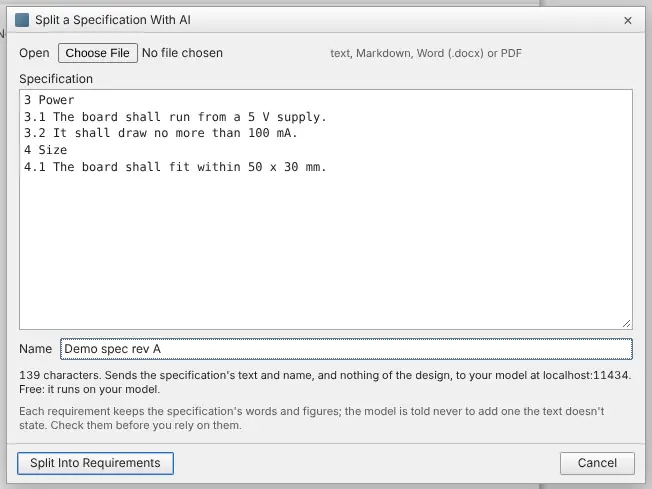 Split a Specification With AI
Open Choose File No file chosen text, Markdown, Word (.docx) or PDF
Specification
3 Power
3.1 The board shall run from a 5 V supply.
3.2 It shall draw no more than 100 mA.
4 Size
4.1 The board shall fit within 50 x 30 mm.
Name Demo spec rev A
139 characters. Sends the specification's text and name, and nothing of the design, to your model at localhost:11434.
Free: it runs on your model.
Each requirement keeps the specification's words and figures; the model is told never to add one the text doesn't
state. Check them before you rely on them.
Split Into Requirements Cancel